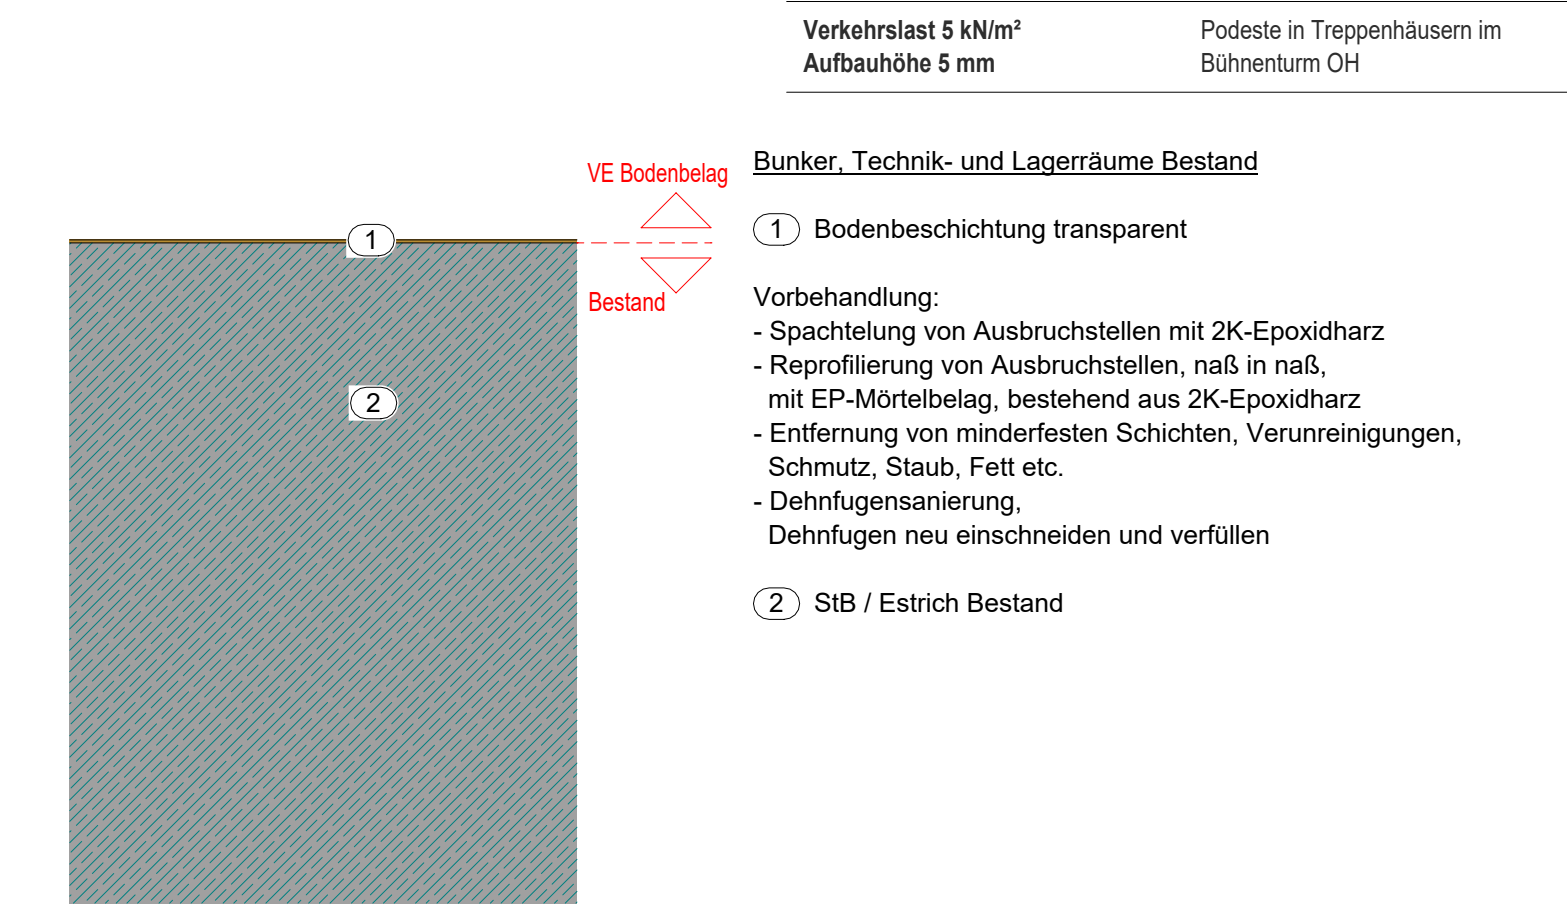 Verkehrslast 5 kN/m²
Aufbauhöhe 5 mm
Podeste in Treppenhäusern im
Bühnenturm OH
VE Bodenbelag
Bestand
1
2
Bunker, Technik- und Lagerräume Bestand
1 Bodenbeschichtung transparent
Vorbehandlung:
- Spachtelung von Ausbruchstellen mit 2K-Epoxidharz
- Reprofilierung von Ausbruchstellen, naß in naß,
mit EP-Mörtelbelag, bestehend aus 2K-Epoxidharz
- Entfernung von minderfesten Schichten, Verunreinigungen,
Schmutz, Staub, Fett etc.
- Dehnfugensanierung,
Dehnfugen neu einschneiden und verfüllen
2 StB / Estrich Bestand